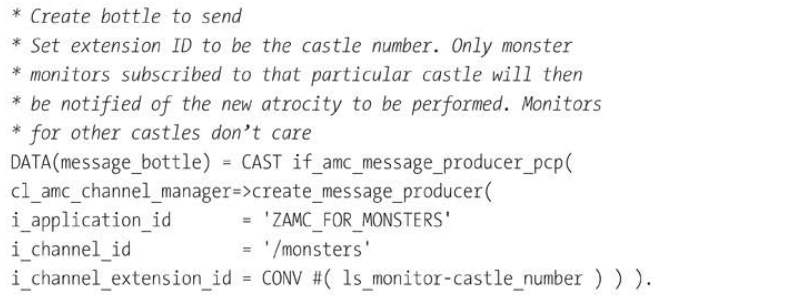 * Create bottle to send
* Set extension ID to be the castle number. Only monster
* monitors subscribed to that particular castle will then
* be notified of the new atrocity to be performed. Monitors
* for other castles don’t care
DATA(message_bottle) = CAST if_amc_message_producer_pcp(
cl_amc_channel_manager=>create_message_producer(
i_application_id       = 'ZAMC_FOR_MONSTERS'
i_channel_id           = '/monsters'
i_channel_extension_id = CONV #( ls_monitor-castle_number ) ) ).